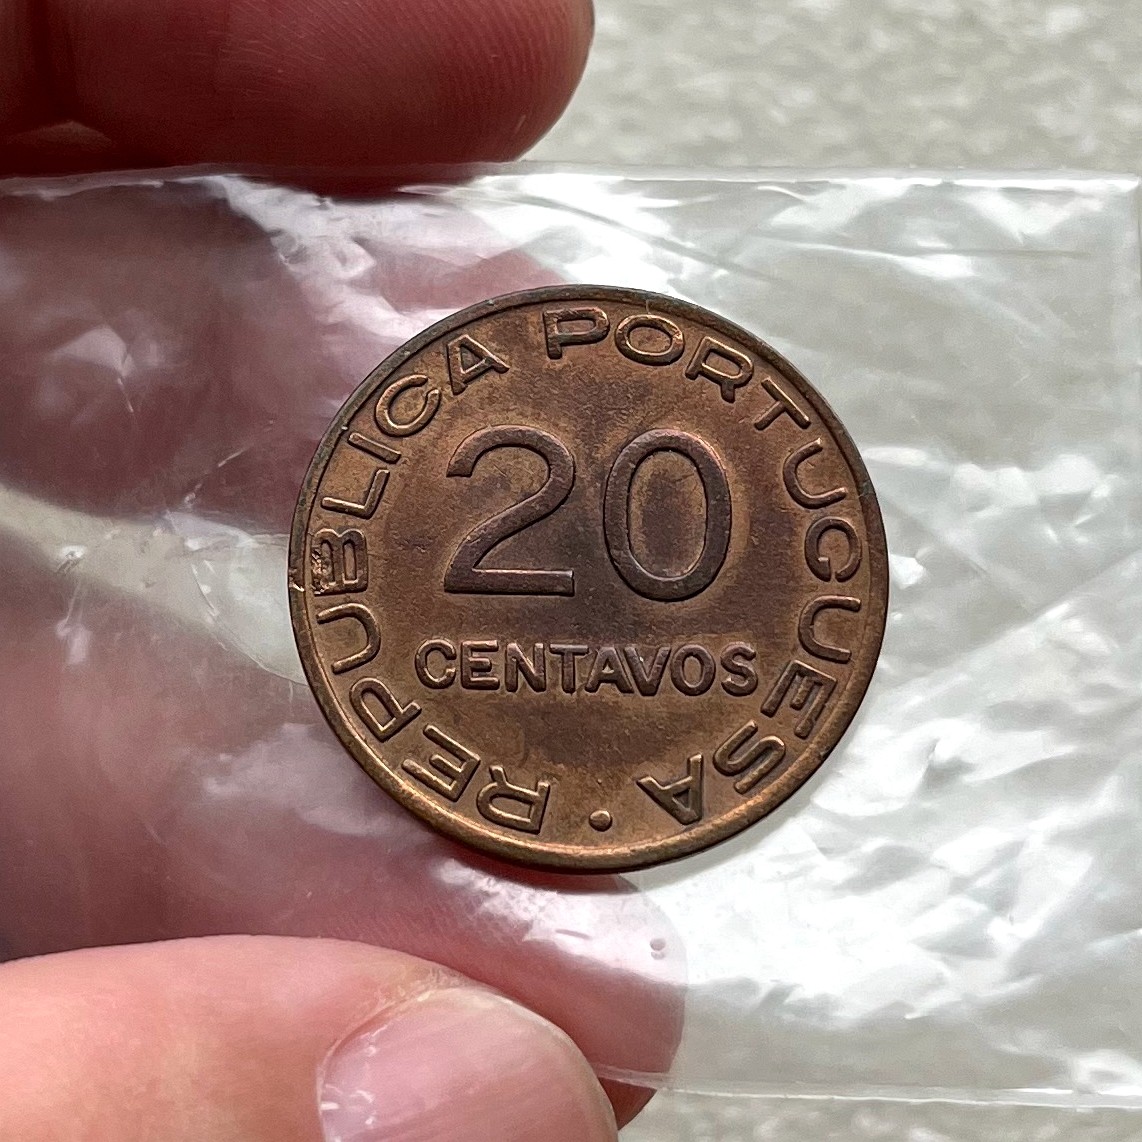 REPUBLICA PORTUGUESA •
20
CENTAVOS